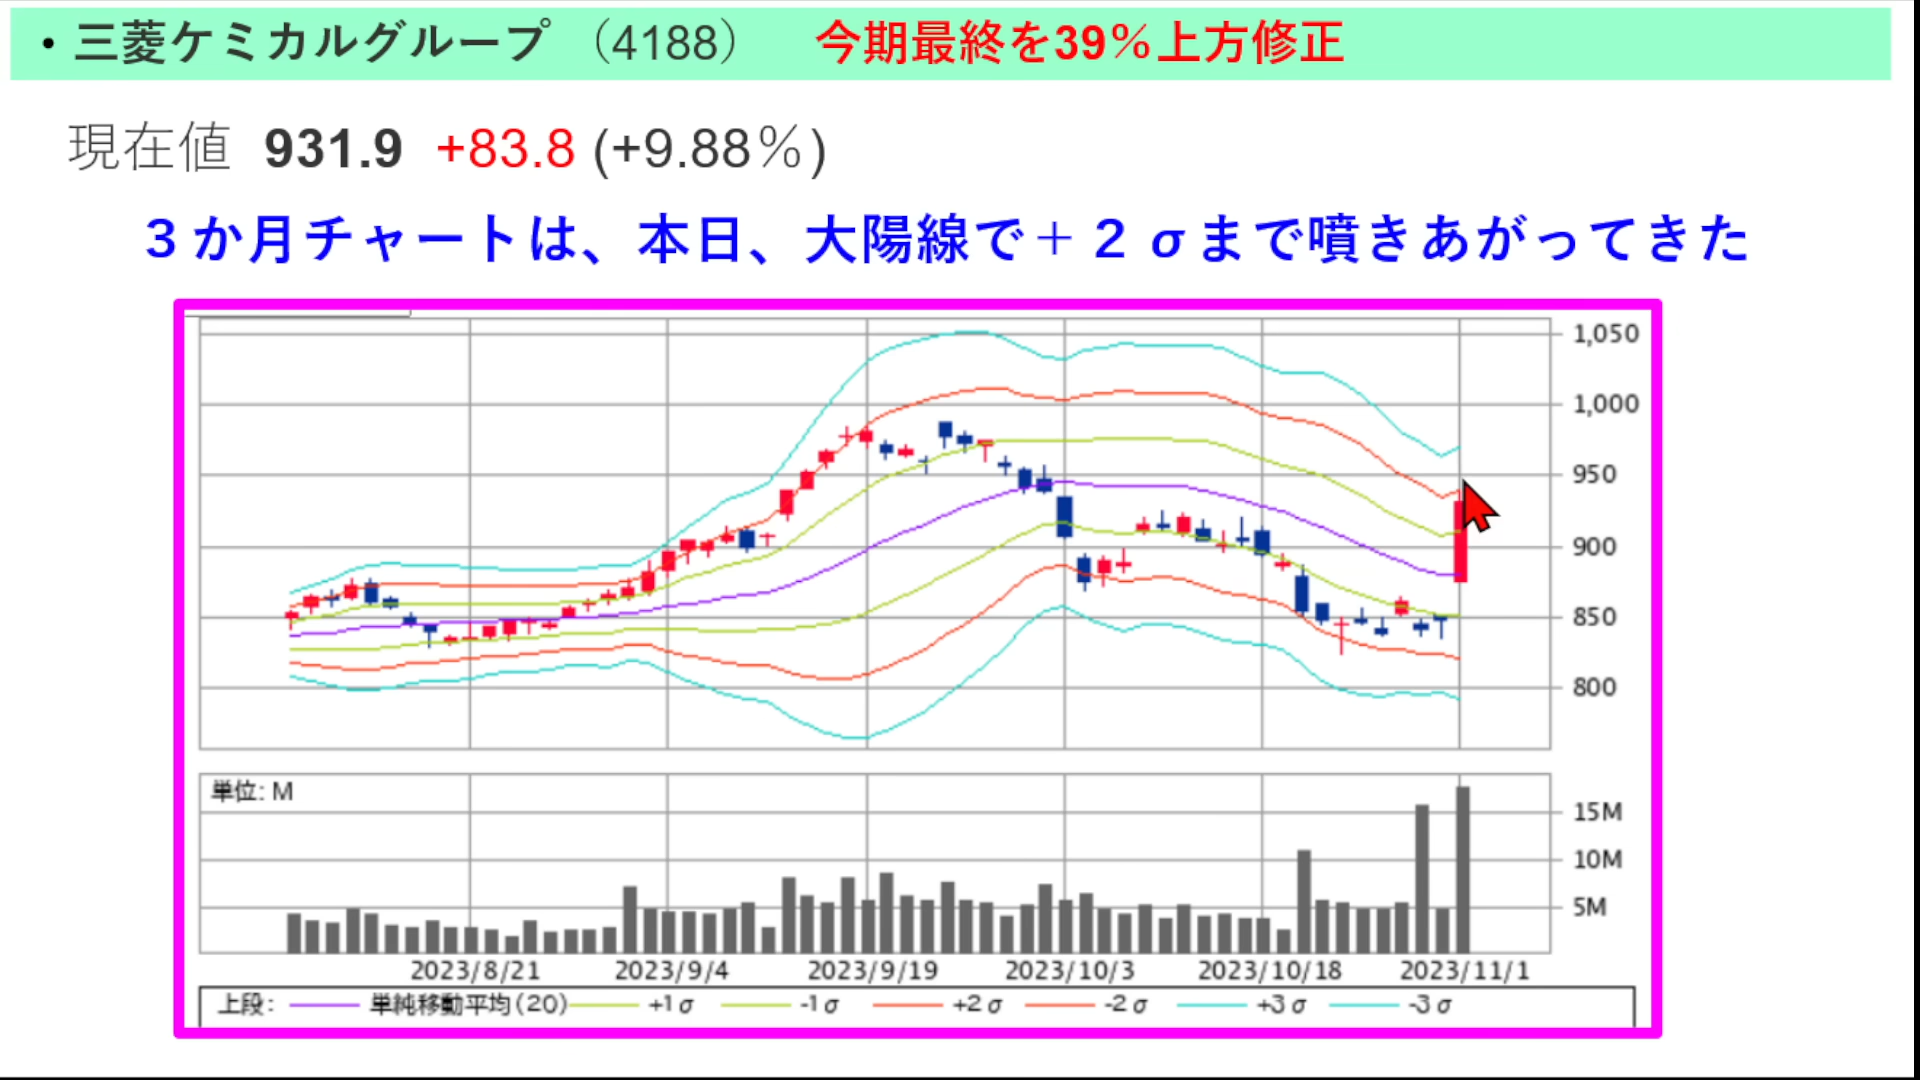 ・三菱ケミカルグループ（4188） 今期最終を39％上方修正
現在値 931.9 +83.8 (+9.88％)
３か月チャートは、本日、大陽線で＋２σまで噴きあがってきた
1,050
1,000
950
900
850
800
単位: M
15M
10M
5M
2023/8/21 2023/9/4 2023/9/19 2023/10/3 2023/10/18 2023/11/1
上段: 単純移動平均(20) +1σ -1σ +2σ -2σ +3σ -3σ